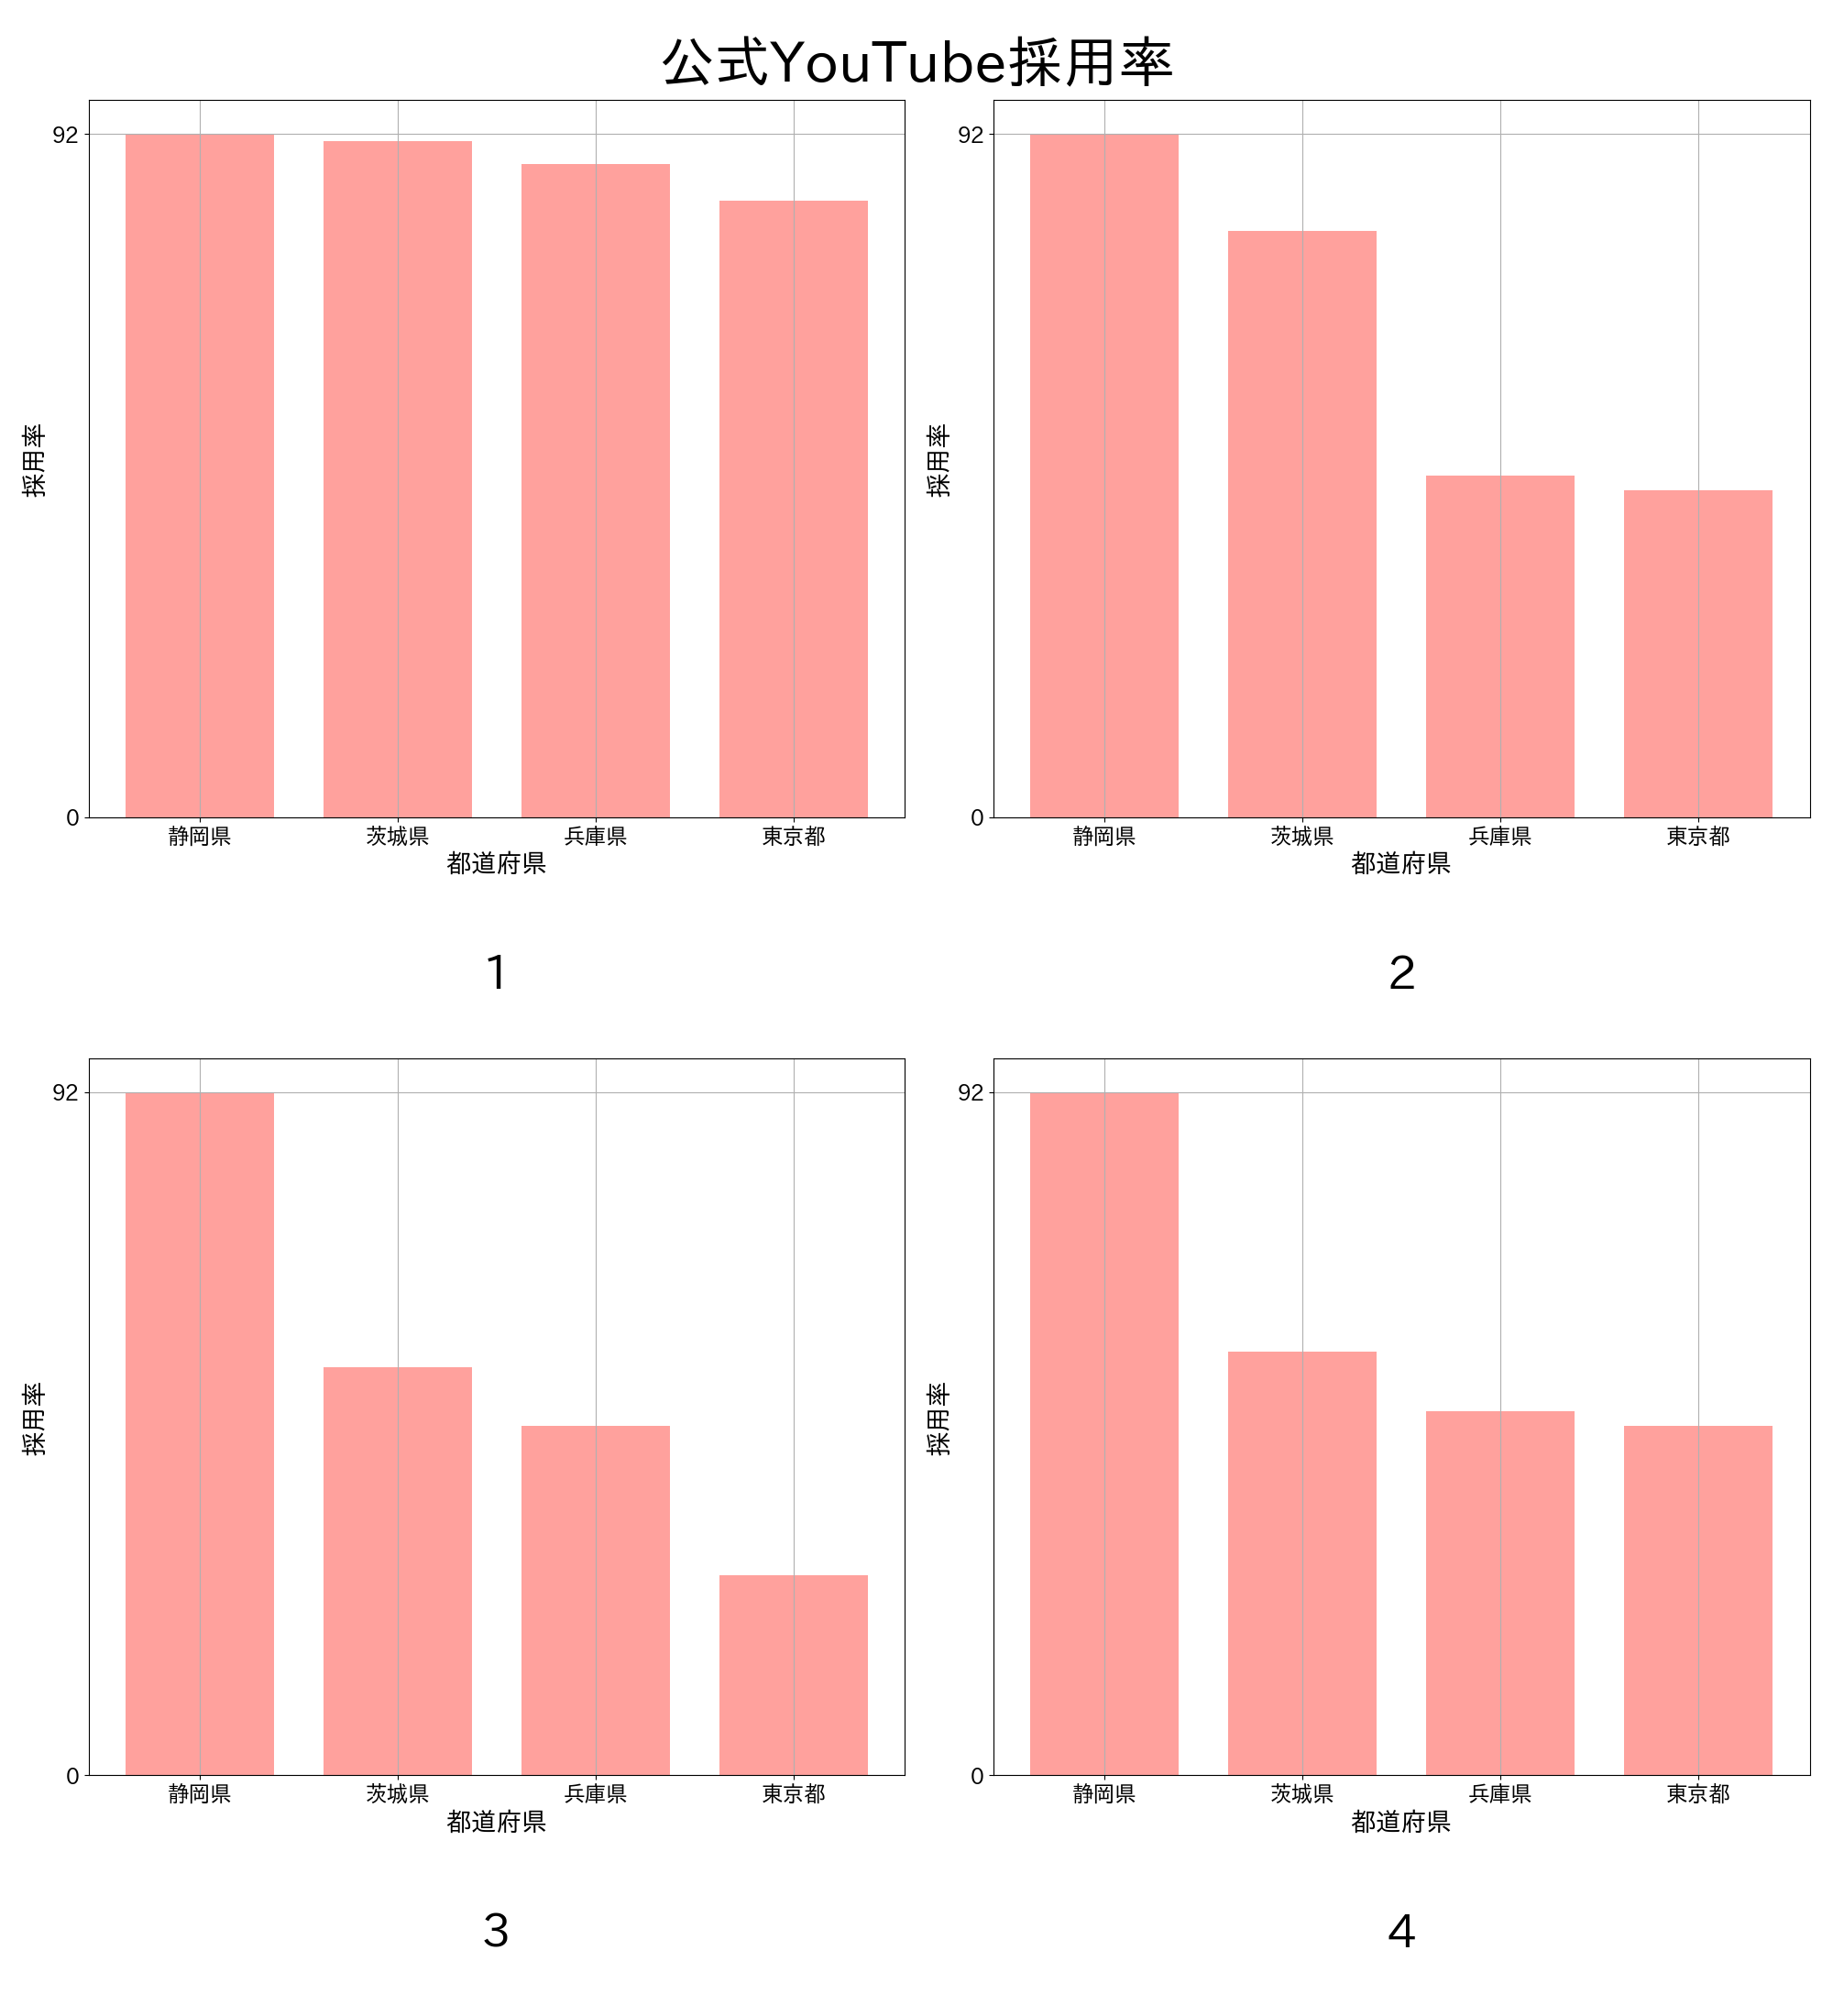 公式YouTube採用率
92
0
採用率
静岡県 茨城県 兵庫県 東京都
都道府県
1
92
0
採用率
静岡県 茨城県 兵庫県 東京都
都道府県
2
92
0
採用率
静岡県 茨城県 兵庫県 東京都
都道府県
3
92
0
採用率
静岡県 茨城県 兵庫県 東京都
都道府県
4